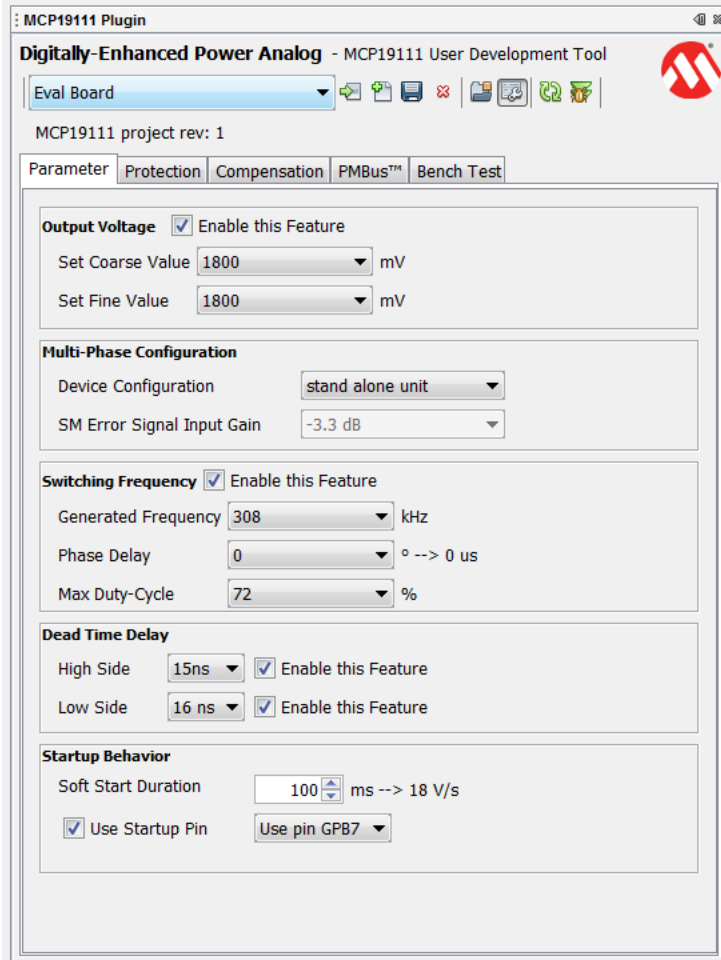 MCP19111 Plugin
Digitally-Enhanced Power Analog - MCP19111 User Development Tool
Eval Board
MCP19111 project rev: 1
Parameter Protection Compensation PMBus™ Bench Test
Output Voltage Enable this Feature
Set Coarse Value 1800 mV
Set Fine Value 1800 mV
Multi-Phase Configuration
Device Configuration stand alone unit
SM Error Signal Input Gain -3.3 dB
Switching Frequency Enable this Feature
Generated Frequency 308 kHz
Phase Delay 0 ° --> 0 us
Max Duty-Cycle 72 %
Dead Time Delay
High Side 15ns Enable this Feature
Low Side 16 ns Enable this Feature
Startup Behavior
Soft Start Duration 100 ms --> 18 V/s
Use Startup Pin Use pin GPB7